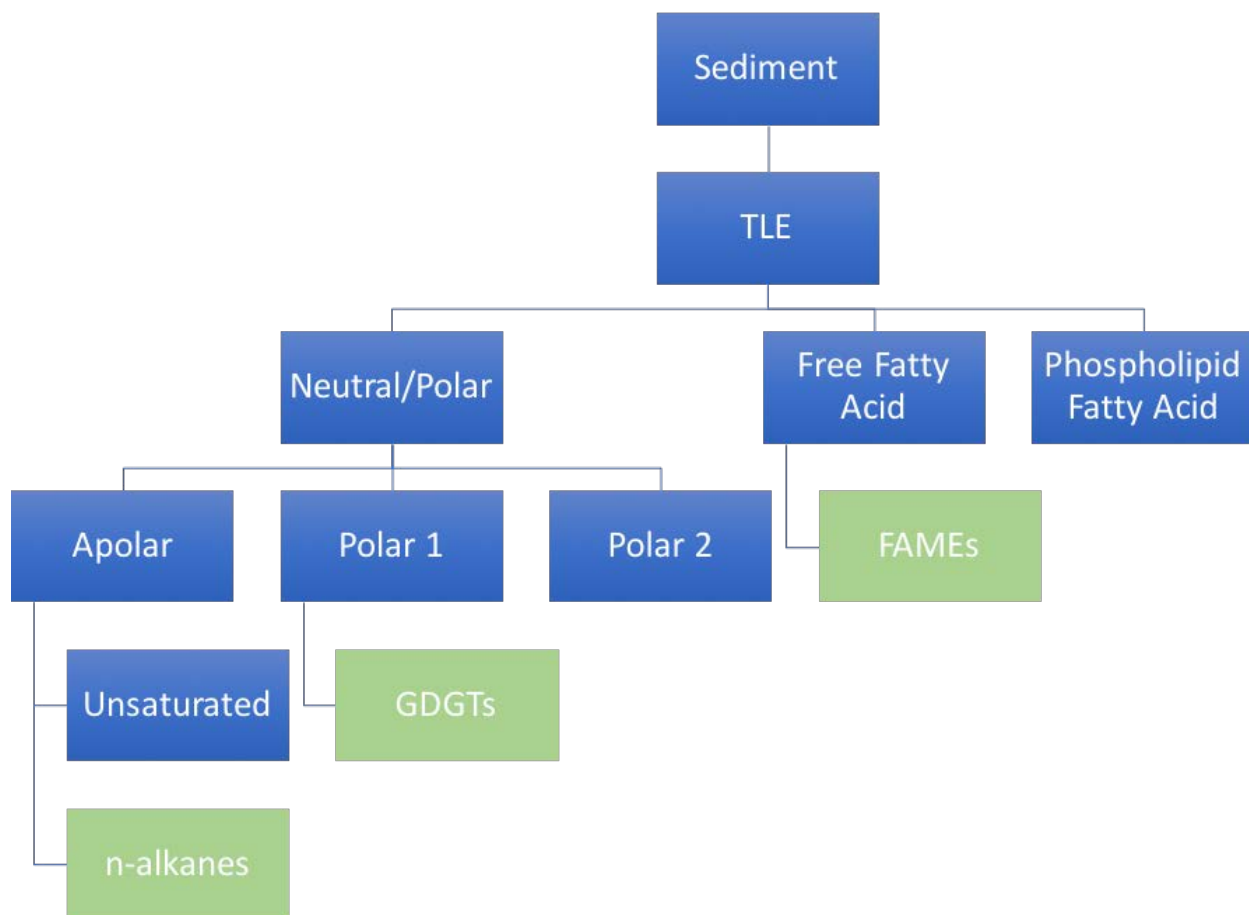 Sediment
TLE
Neutral/Polar
Free Fatty
Acid
Phospholipid
Fatty Acid
Apolar
Polar 1
Polar 2
FAMEs
Unsaturated
GDGTs
n-alkanes